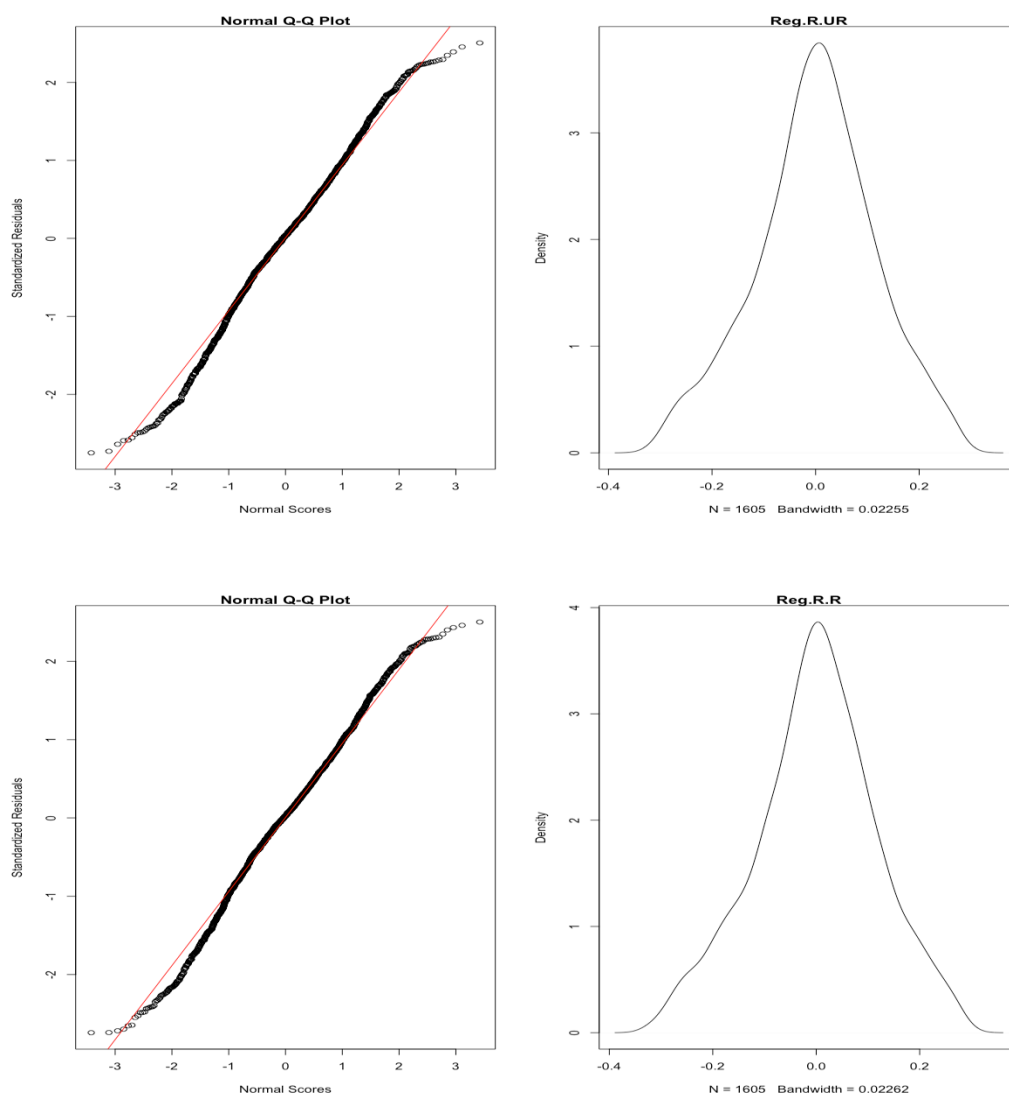 Normal Q-Q Plot
Standardized Residuals
2
1
0
-1
-2
-3 -2 -1 0 1 2 3
Normal Scores
Reg.R.UR
Density
3
2
1
0
-0.4 -0.2 0.0 0.2
N = 1605 Bandwidth = 0.02255
Normal Q-Q Plot
Standardized Residuals
2
1
0
-1
-2
-3 -2 -1 0 1 2 3
Normal Scores
Reg.R.R
Density
4
3
2
1
0
-0.4 -0.2 0.0 0.2
N = 1605 Bandwidth = 0.02262